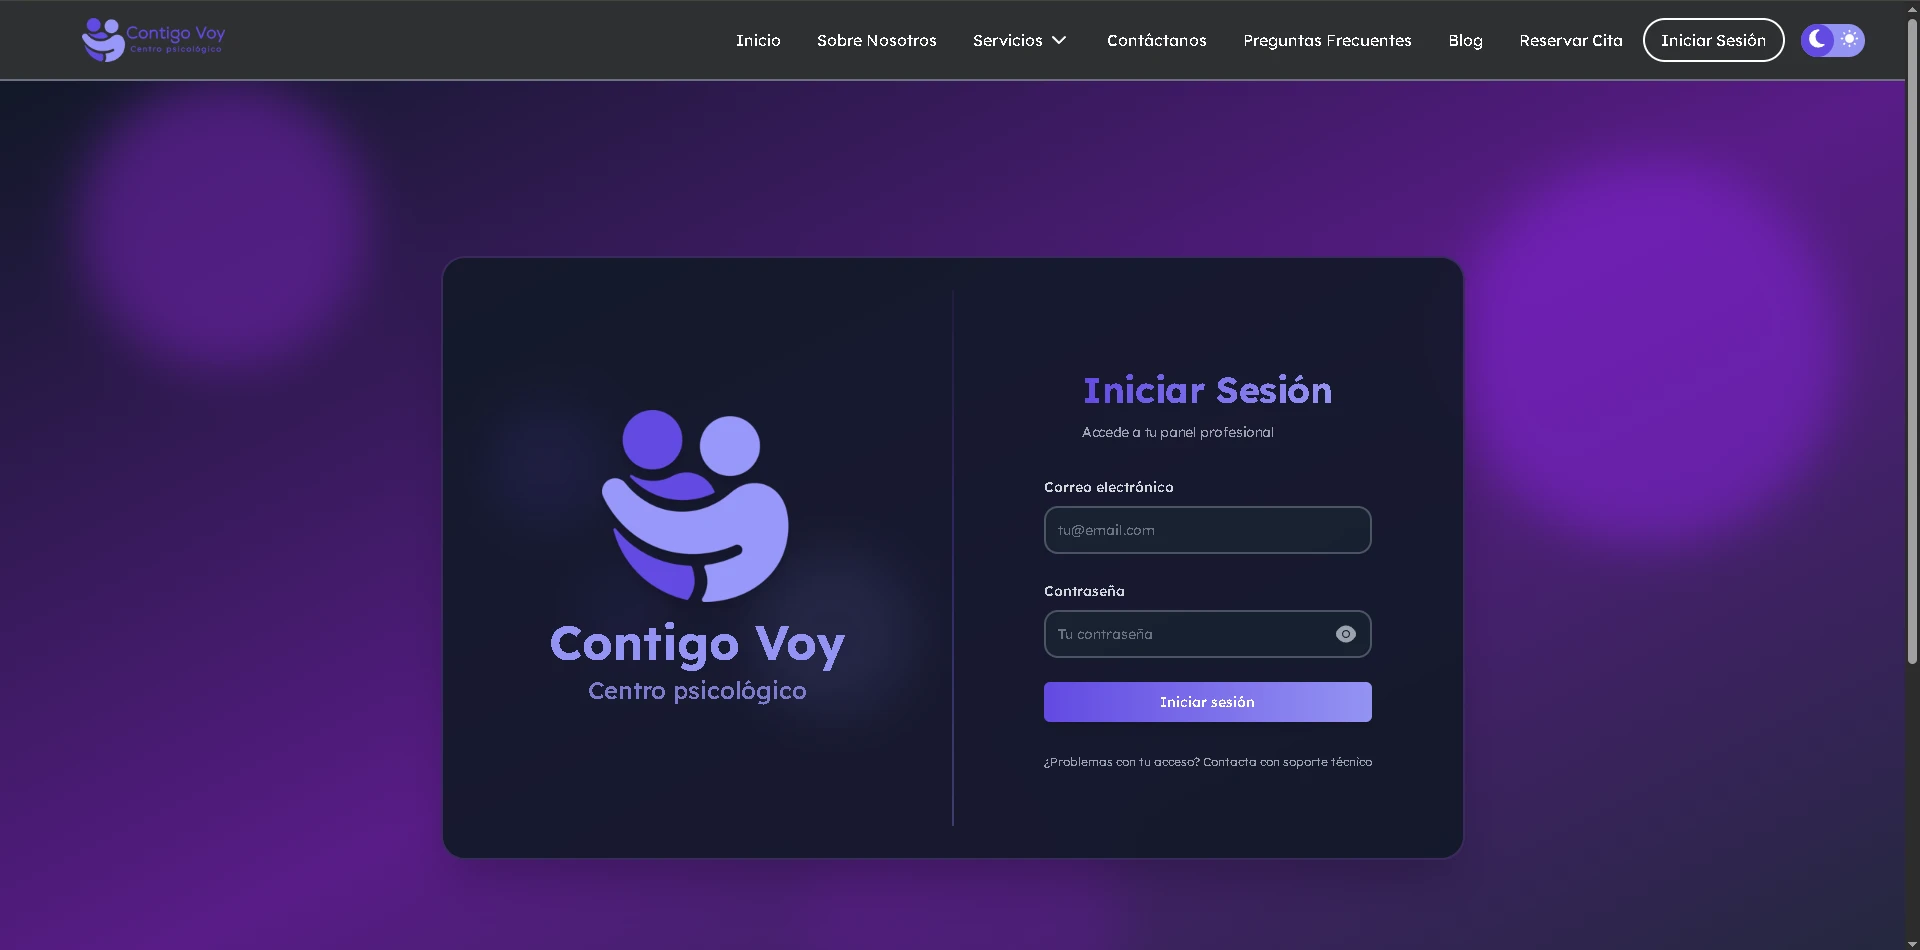 Contigo Voy
Centro psicológico
Inicio
Sobre Nosotros
Servicios
Contáctanos
Preguntas Frecuentes
Blog
Reservar Cita
Iniciar Sesión
Contigo Voy
Centro psicológico
Iniciar Sesión
Accede a tu panel profesional
Correo electrónico
tu@email.com
Contraseña
Tu contraseña
Iniciar sesión
¿Problemas con tu acceso? Contacta con soporte técnico